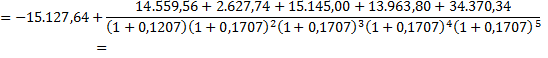 = −15.127,64 + \frac{14.559,56 + 2.627,74 + 15.145,00 + 13.963,80 + 34.370,34}{(1 + 0,1207)(1 + 0,1707)^2(1 + 0,1707)^3(1 + 0,1707)^4(1 + 0,1707)^5}
=